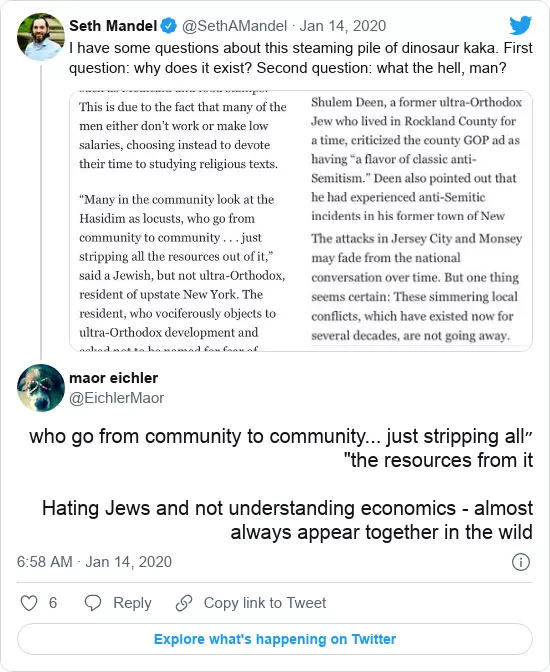 Seth Mandel @SethAMandel · Jan 14, 2020
I have some questions about this steaming pile of dinosaur kaka. First
question: why does it exist? Second question: what the hell, man?
This is due to the fact that many of the
men either don't work or make low
salaries, choosing instead to devote
their time to studying religious texts.
“Many in the community look at the
Hasidim as locusts, who go from
community to community . . . just
stripping all the resources out of it,”
said a Jewish, but not ultra-Orthodox,
resident of upstate New York. The
resident, who vociferously objects to
ultra-Orthodox development and
asked not to be named for fear of
Shulem Deen, a former ultra-Orthodox
Jew who lived in Rockland County for
a time, criticized the county GOP ad as
having “a flavor of classic anti-
Semitism.” Deen also pointed out that
he had experienced anti-Semitic
incidents in his former town of New
The attacks in Jersey City and Monsey
may fade from the national
conversation over time. But one thing
seems certain: These simmering local
conflicts, which have existed now for
several decades, are not going away.
maor eichler
@EichlerMaor
who go from community to community... just stripping all”
"the resources from it
Hating Jews and not understanding economics - almost
always appear together in the wild
6:58 AM · Jan 14, 2020
6 Reply Copy link to Tweet
Explore what's happening on Twitter